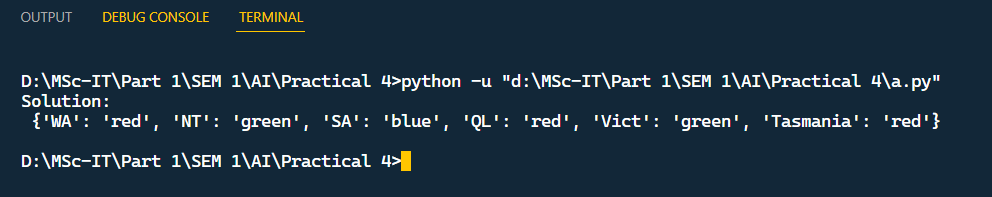 OUTPUT DEBUG CONSOLE TERMINAL
D:\MSc-IT\Part 1\SEM 1\AI\Practical 4>python -u "d:\MSc-IT\Part 1\SEM 1\AI\Practical 4\a.py"
Solution:
 {'WA': 'red', 'NT': 'green', 'SA': 'blue', 'QL': 'red', 'Vict': 'green', 'Tasmania': 'red'}
D:\MSc-IT\Part 1\SEM 1\AI\Practical 4>